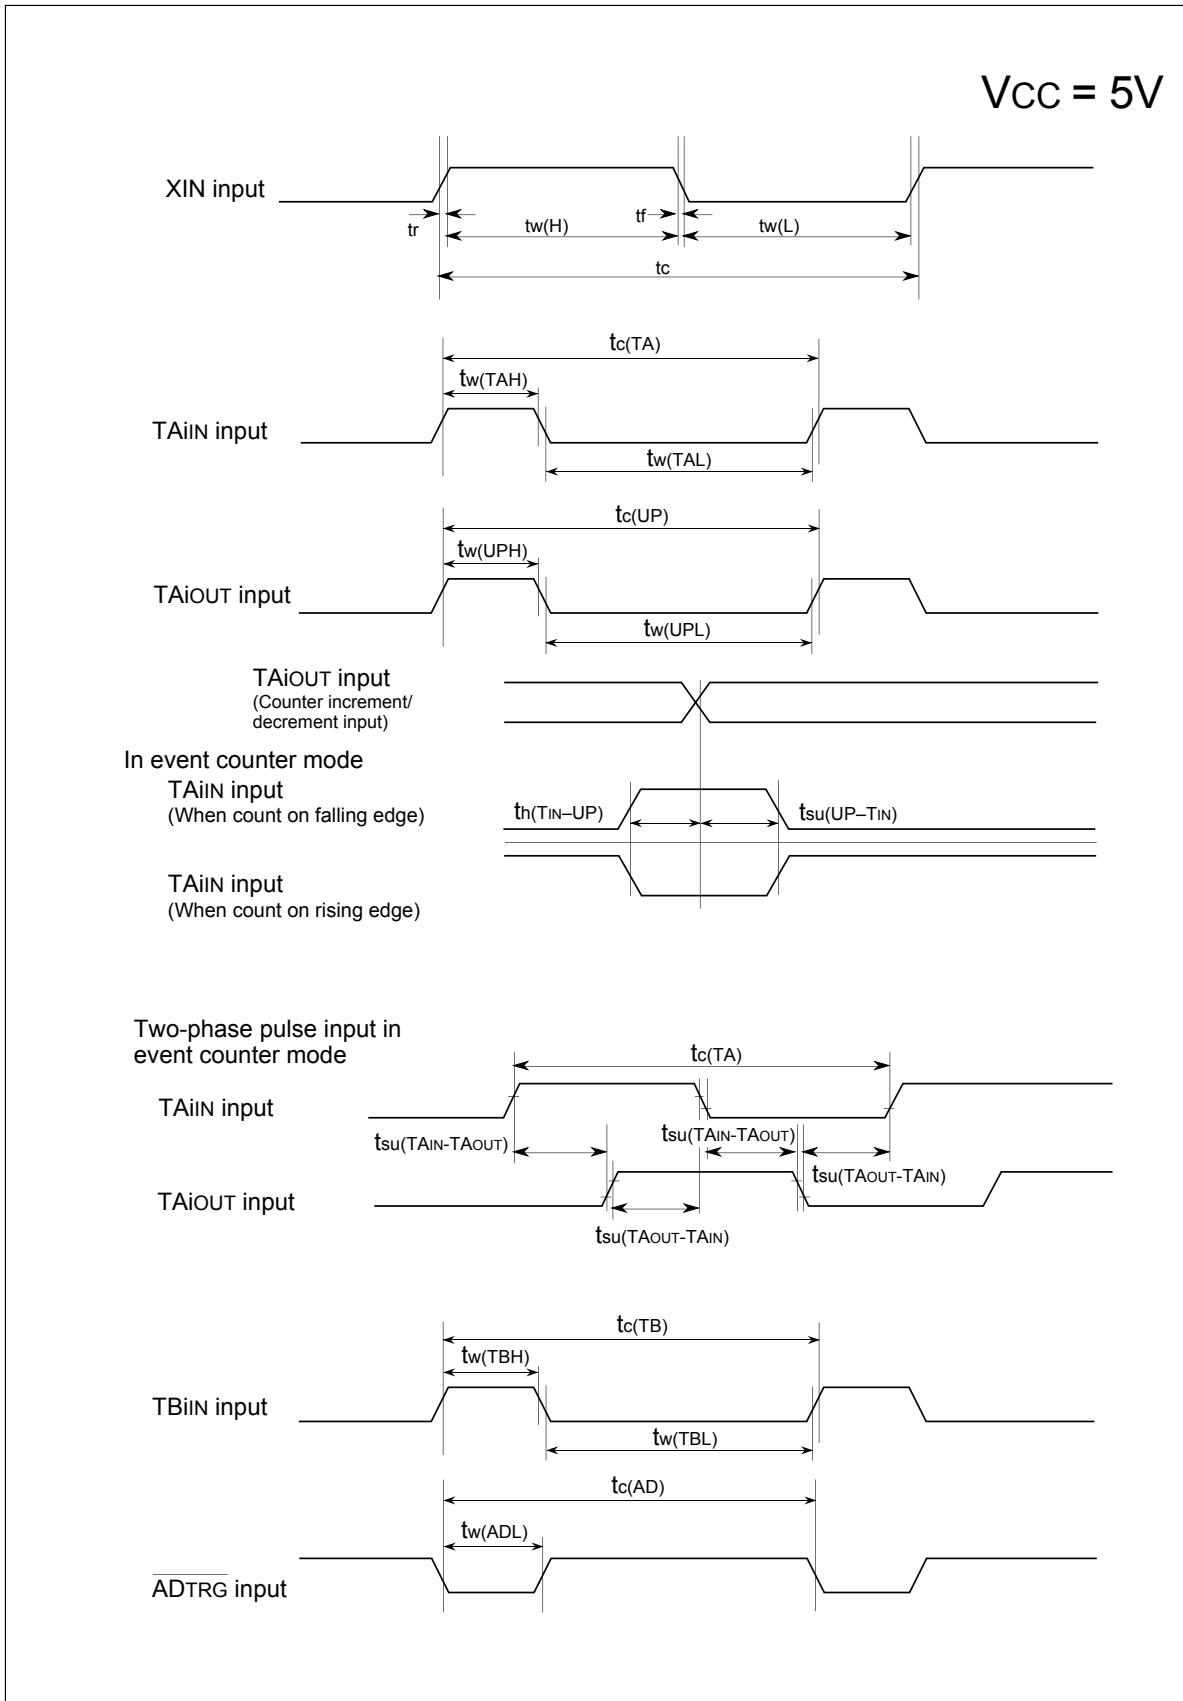 VCC = 5V
XIN input
tr
tw(H)
tf
tw(L)
tc
tc(TA)
tw(TAH)
TAiIN input
tw(TAL)
tc(UP)
tw(UPH)
TAiOUT input
tw(UPL)
TAiOUT input
(Counter increment/
decrement input)
In event counter mode
TAiIN input
(When count on falling edge)
th(TIN–UP)
tsu(UP–TIN)
TAiIN input
(When count on rising edge)
Two-phase pulse input in
event counter mode
tc(TA)
TAiIN input
tsu(TAIN-TAOUT)
tsu(TAIN-TAOUT)
tsu(TAOUT-TAIN)
TAiOUT input
tsu(TAOUT-TAIN)
tc(TB)
tw(TBH)
TBiIN input
tw(TBL)
tc(AD)
tw(ADL)
ADTRG input